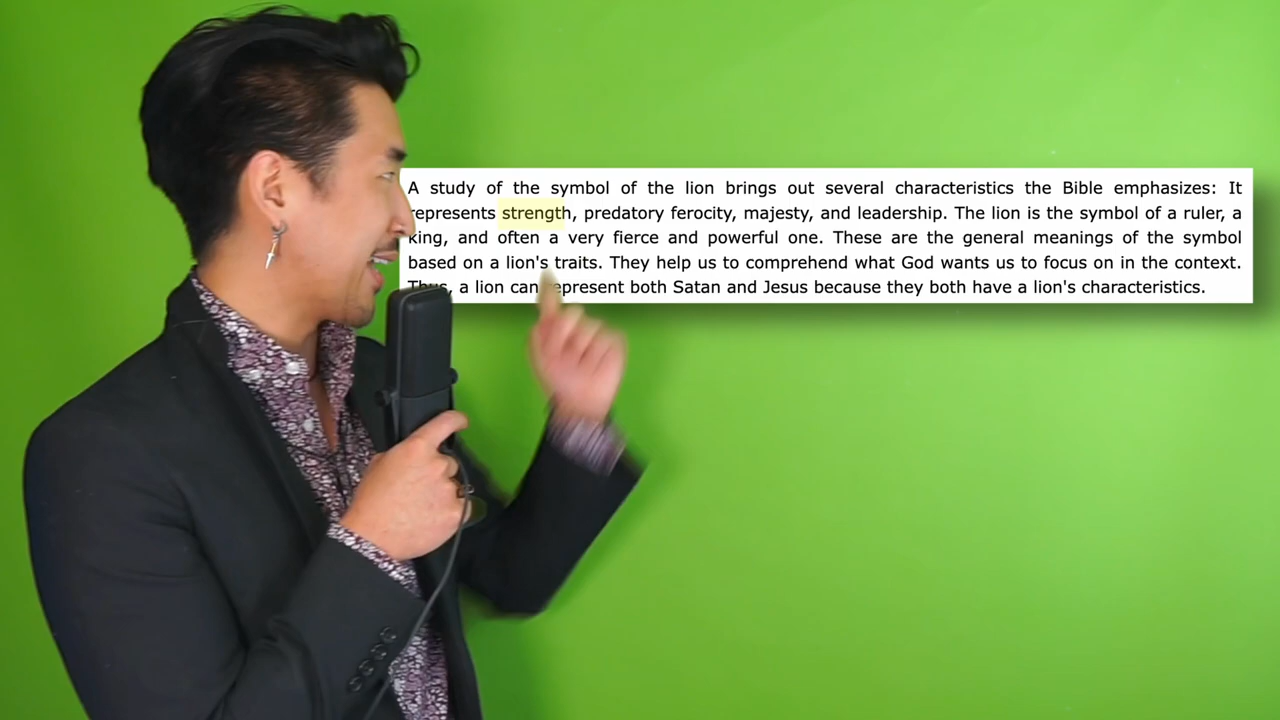 A study of the symbol of the lion brings out several characteristics the Bible emphasizes: It
represents strength, predatory ferocity, majesty, and leadership. The lion is the symbol of a ruler, a
king, and often a very fierce and powerful one. These are the general meanings of the symbol
based on a lion's traits. They help us to comprehend what God wants us to focus on in the context.
Thus, a lion can represent both Satan and Jesus because they both have a lion's characteristics.